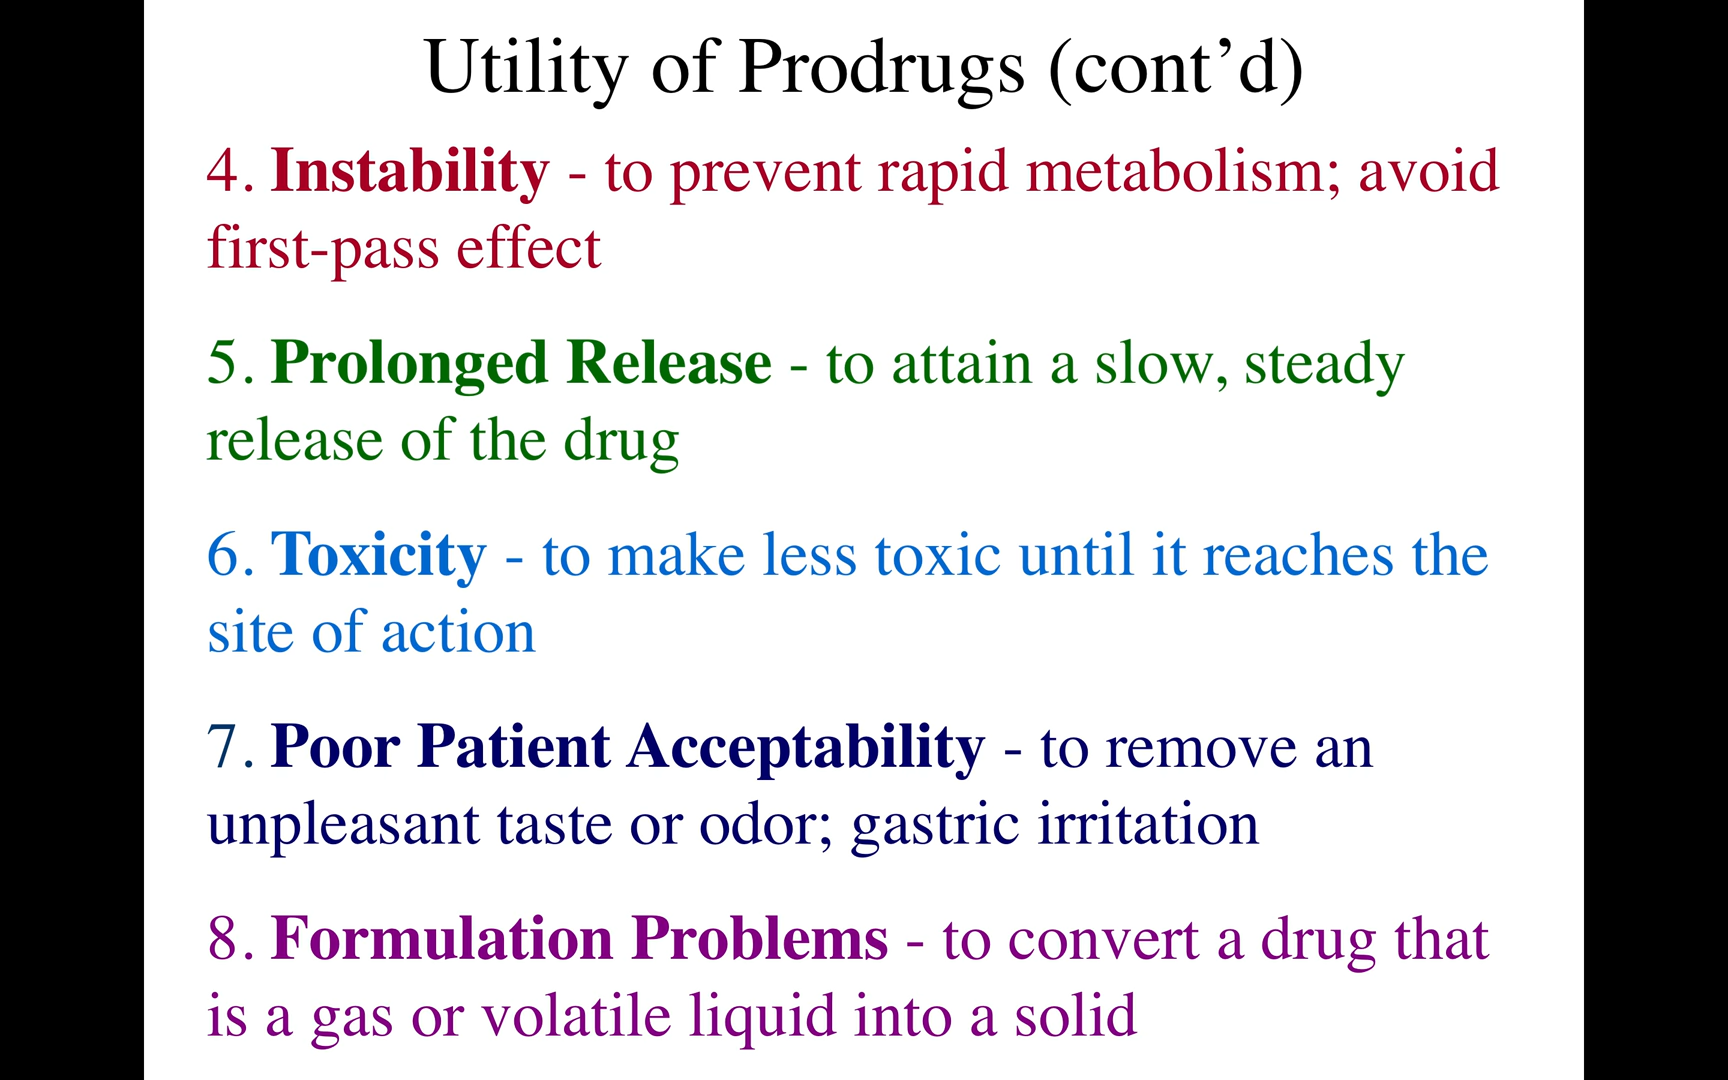 Utility of Prodrugs (cont’d)
4. Instability - to prevent rapid metabolism; avoid
first-pass effect
5. Prolonged Release - to attain a slow, steady
release of the drug
6. Toxicity - to make less toxic until it reaches the
site of action
7. Poor Patient Acceptability - to remove an
unpleasant taste or odor; gastric irritation
8. Formulation Problems - to convert a drug that
is a gas or volatile liquid into a solid